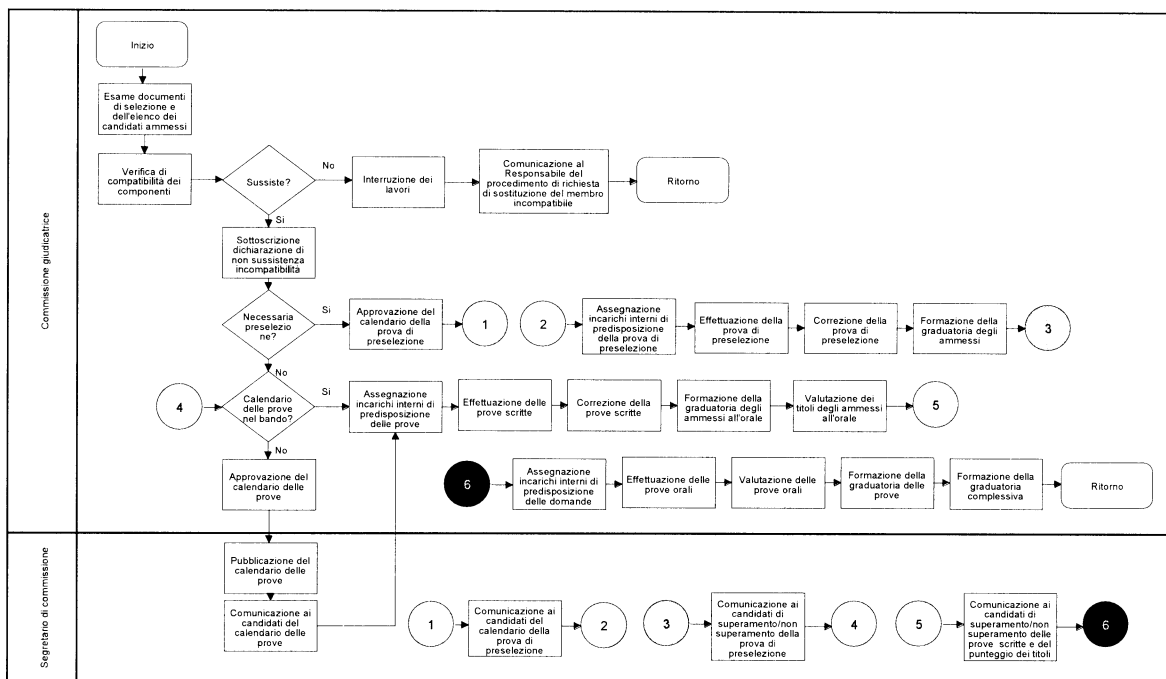 Commissione giudicatrice
Inizio
Esame documenti
di selezione e
dell'elenco dei
candidati ammessi
Verifica di
compatibilità dei
componenti
Sussiste?
No
Interruzione dei
lavori
Comunicazione al
Responsabile del
procedimento di richiesta
di sostituzione del membro
incompatibile
Ritorno
Si
Sottoscrizione
dichiarazione di
non sussistenza
incompatibilità
Necessaria
preselezio
ne?
Si
Approvazione del
calendario della
prova di
preselezione
1
2
Assegnazione
incarichi interni di
predisposizione
della prova di
preselezione
Effettuazione della
prova di
preselezione
Correzione della
prova di
preselezione
Formazione della
graduatoria degli
ammessi
3
No
4
Calendario
delle prove
nel bando?
Si
Assegnazione
incarichi interni di
predisposizione
delle prove
Effettuazione delle
prove scritte
Correzione della
prove scritte
Formazione della
graduatoria degli
ammessi all'orale
Valutazione dei
titoli degli ammessi
all'orale
5
No
Approvazione del
calendario delle
prove
6
Assegnazione
incarichi interni di
predisposizione
delle domande
Effettuazione delle
prove orali
Valutazione delle
prove orali
Formazione della
graduatoria delle
prove
Formazione della
graduatoria
complessiva
Ritorno
Segretario di commissione
Pubblicazione del
calendario delle
prove
Comunicazione ai
candidati del
calendario delle
prove
1
Comunicazione ai
candidati del
calendario della
prova di
preselezione
2
3
Comunicazione ai
candidati di
superamento/non
superamento della
prova di
preselezione
4
5
Comunicazione ai
candidati di
superamento/non
superamento delle
prove scritte e del
punteggio dei titoli
6